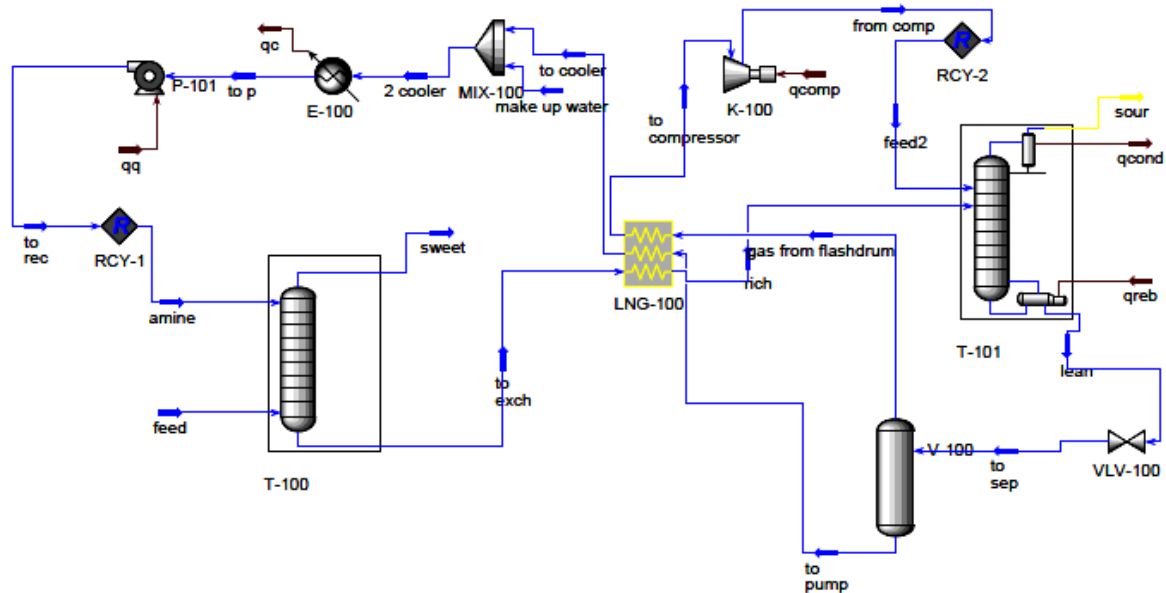 from comp
qc
R
RCY-2
P-101
to p
E-100
2 cooler
MIX-100
to cooler
make up water
K-100
qcomp
sour
to
compressor
qcond
qq
feed2
R
to
rec
RCY-1
sweet
gas from flashdrum
rich
LNG-100
qreb
amine
T-101
lean
to
exch
feed
V-100
to
sep
VLV-100
T-100
to
pump